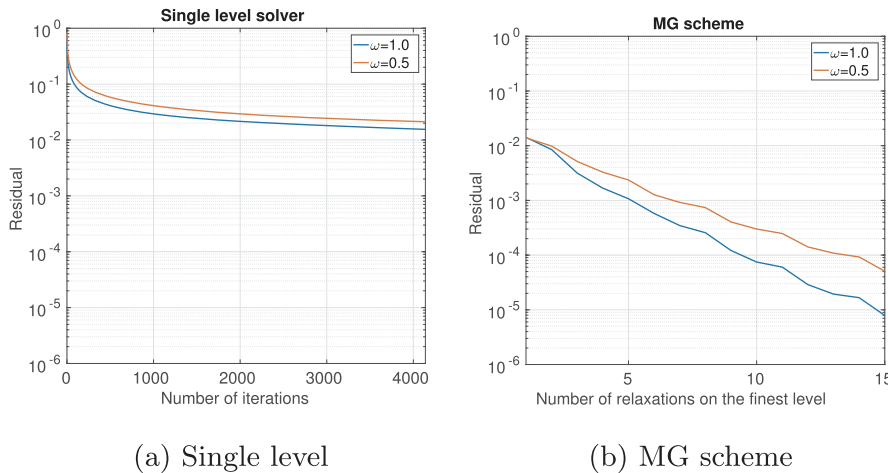 Single level solver
10^0
10^-1
10^-2
10^-3
10^-4
10^-5
10^-6
Residual
ω=1.0
ω=0.5
0 1000 2000 3000 4000
Number of iterations
(a) Single level
MG scheme
10^0
10^-1
10^-2
10^-3
10^-4
10^-5
10^-6
Residual
ω=1.0
ω=0.5
5 10 15
Number of relaxations on the finest level
(b) MG scheme